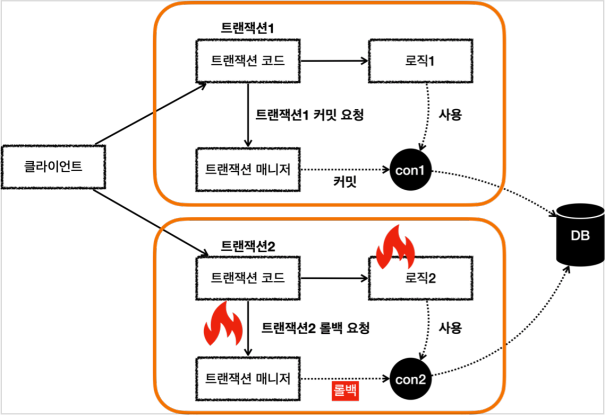 트랜잭션1
트랜잭션 코드
로직1
트랜잭션1 커밋 요청
사용
클라이언트
트랜잭션 매니저
커밋
con1
DB
트랜잭션2
트랜잭션 코드
로직2
트랜잭션2 롤백 요청
사용
트랜잭션 매니저
롤백
con2